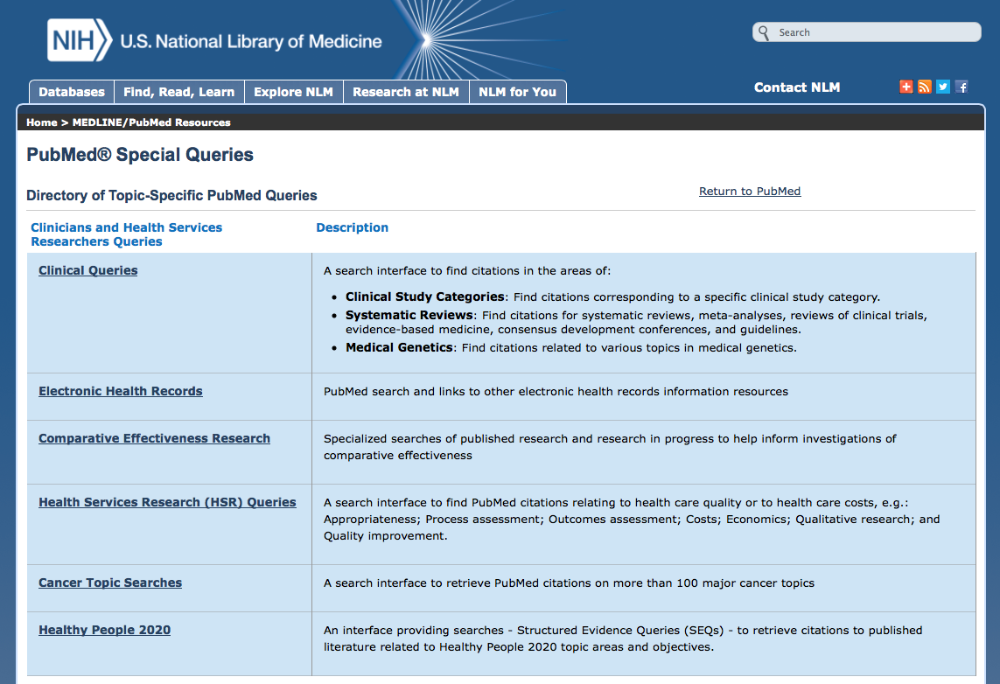 NIH U.S. National Library of Medicine
Search
Databases
Find, Read, Learn
Explore NLM
Research at NLM
NLM for You
Contact NLM
Home > MEDLINE/PubMed Resources
PubMed® Special Queries
Directory of Topic-Specific PubMed Queries
Return to PubMed
Clinicians and Health Services
Researchers Queries
Description
Clinical Queries
A search interface to find citations in the areas of:
• Clinical Study Categories: Find citations corresponding to a specific clinical study category.
• Systematic Reviews: Find citations for systematic reviews, meta-analyses, reviews of clinical trials,
evidence-based medicine, consensus development conferences, and guidelines.
• Medical Genetics: Find citations related to various topics in medical genetics.
Electronic Health Records
PubMed search and links to other electronic health records information resources
Comparative Effectiveness Research
Specialized searches of published research and research in progress to help inform investigations of
comparative effectiveness
Health Services Research (HSR) Queries
A search interface to find PubMed citations relating to health care quality or to health care costs, e.g.:
Appropriateness; Process assessment; Outcomes assessment; Costs; Economics; Qualitative research; and
Quality improvement.
Cancer Topic Searches
A search interface to retrieve PubMed citations on more than 100 major cancer topics
Healthy People 2020
An interface providing searches - Structured Evidence Queries (SEQs) - to retrieve citations to published
literature related to Healthy People 2020 topic areas and objectives.